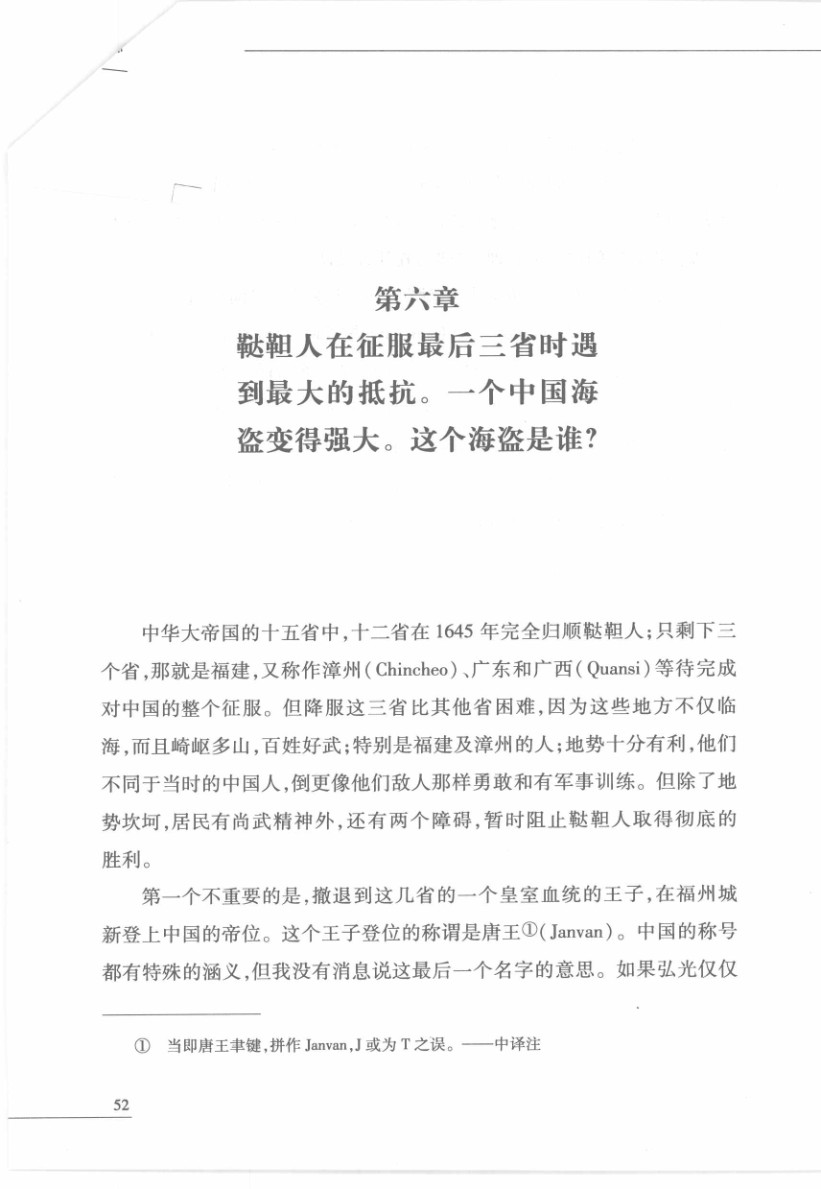 第六章
鞑靼人在征服最后三省时遇
到最大的抵抗。一个中国海
盗变得强大。这个海盗是谁?
中华大帝国的十五省中,十二省在 1645 年完全归顺鞑靼人;只剩下三
个省,那就是福建,又称作漳州(Chincheo)、广东和广西(Quansi)等待完成
对中国的整个征服。但降服这三省比其他省困难,因为这些地方不仅临
海,而且崎岖多山,百姓好武;特别是福建及漳州的人;地势十分有利,他们
不同于当时的中国人,倒更像他们敌人那样勇敢和有军事训练。但除了地
势坎坷,居民有尚武精神外,还有两个障碍,暂时阻止鞑靼人取得彻底的
胜利。
第一个不重要的是,撤退到这几省的一个皇室血统的王子,在福州城
新登上中国的帝位。这个王子登位的称谓是唐王①(Janvan)。中国的称号
都有特殊的涵义,但我没有消息说这最后一个名字的意思。如果弘光仅仅
① 当即唐王聿键,拼作 Janvan,J 或为 T 之误。——中译注
52